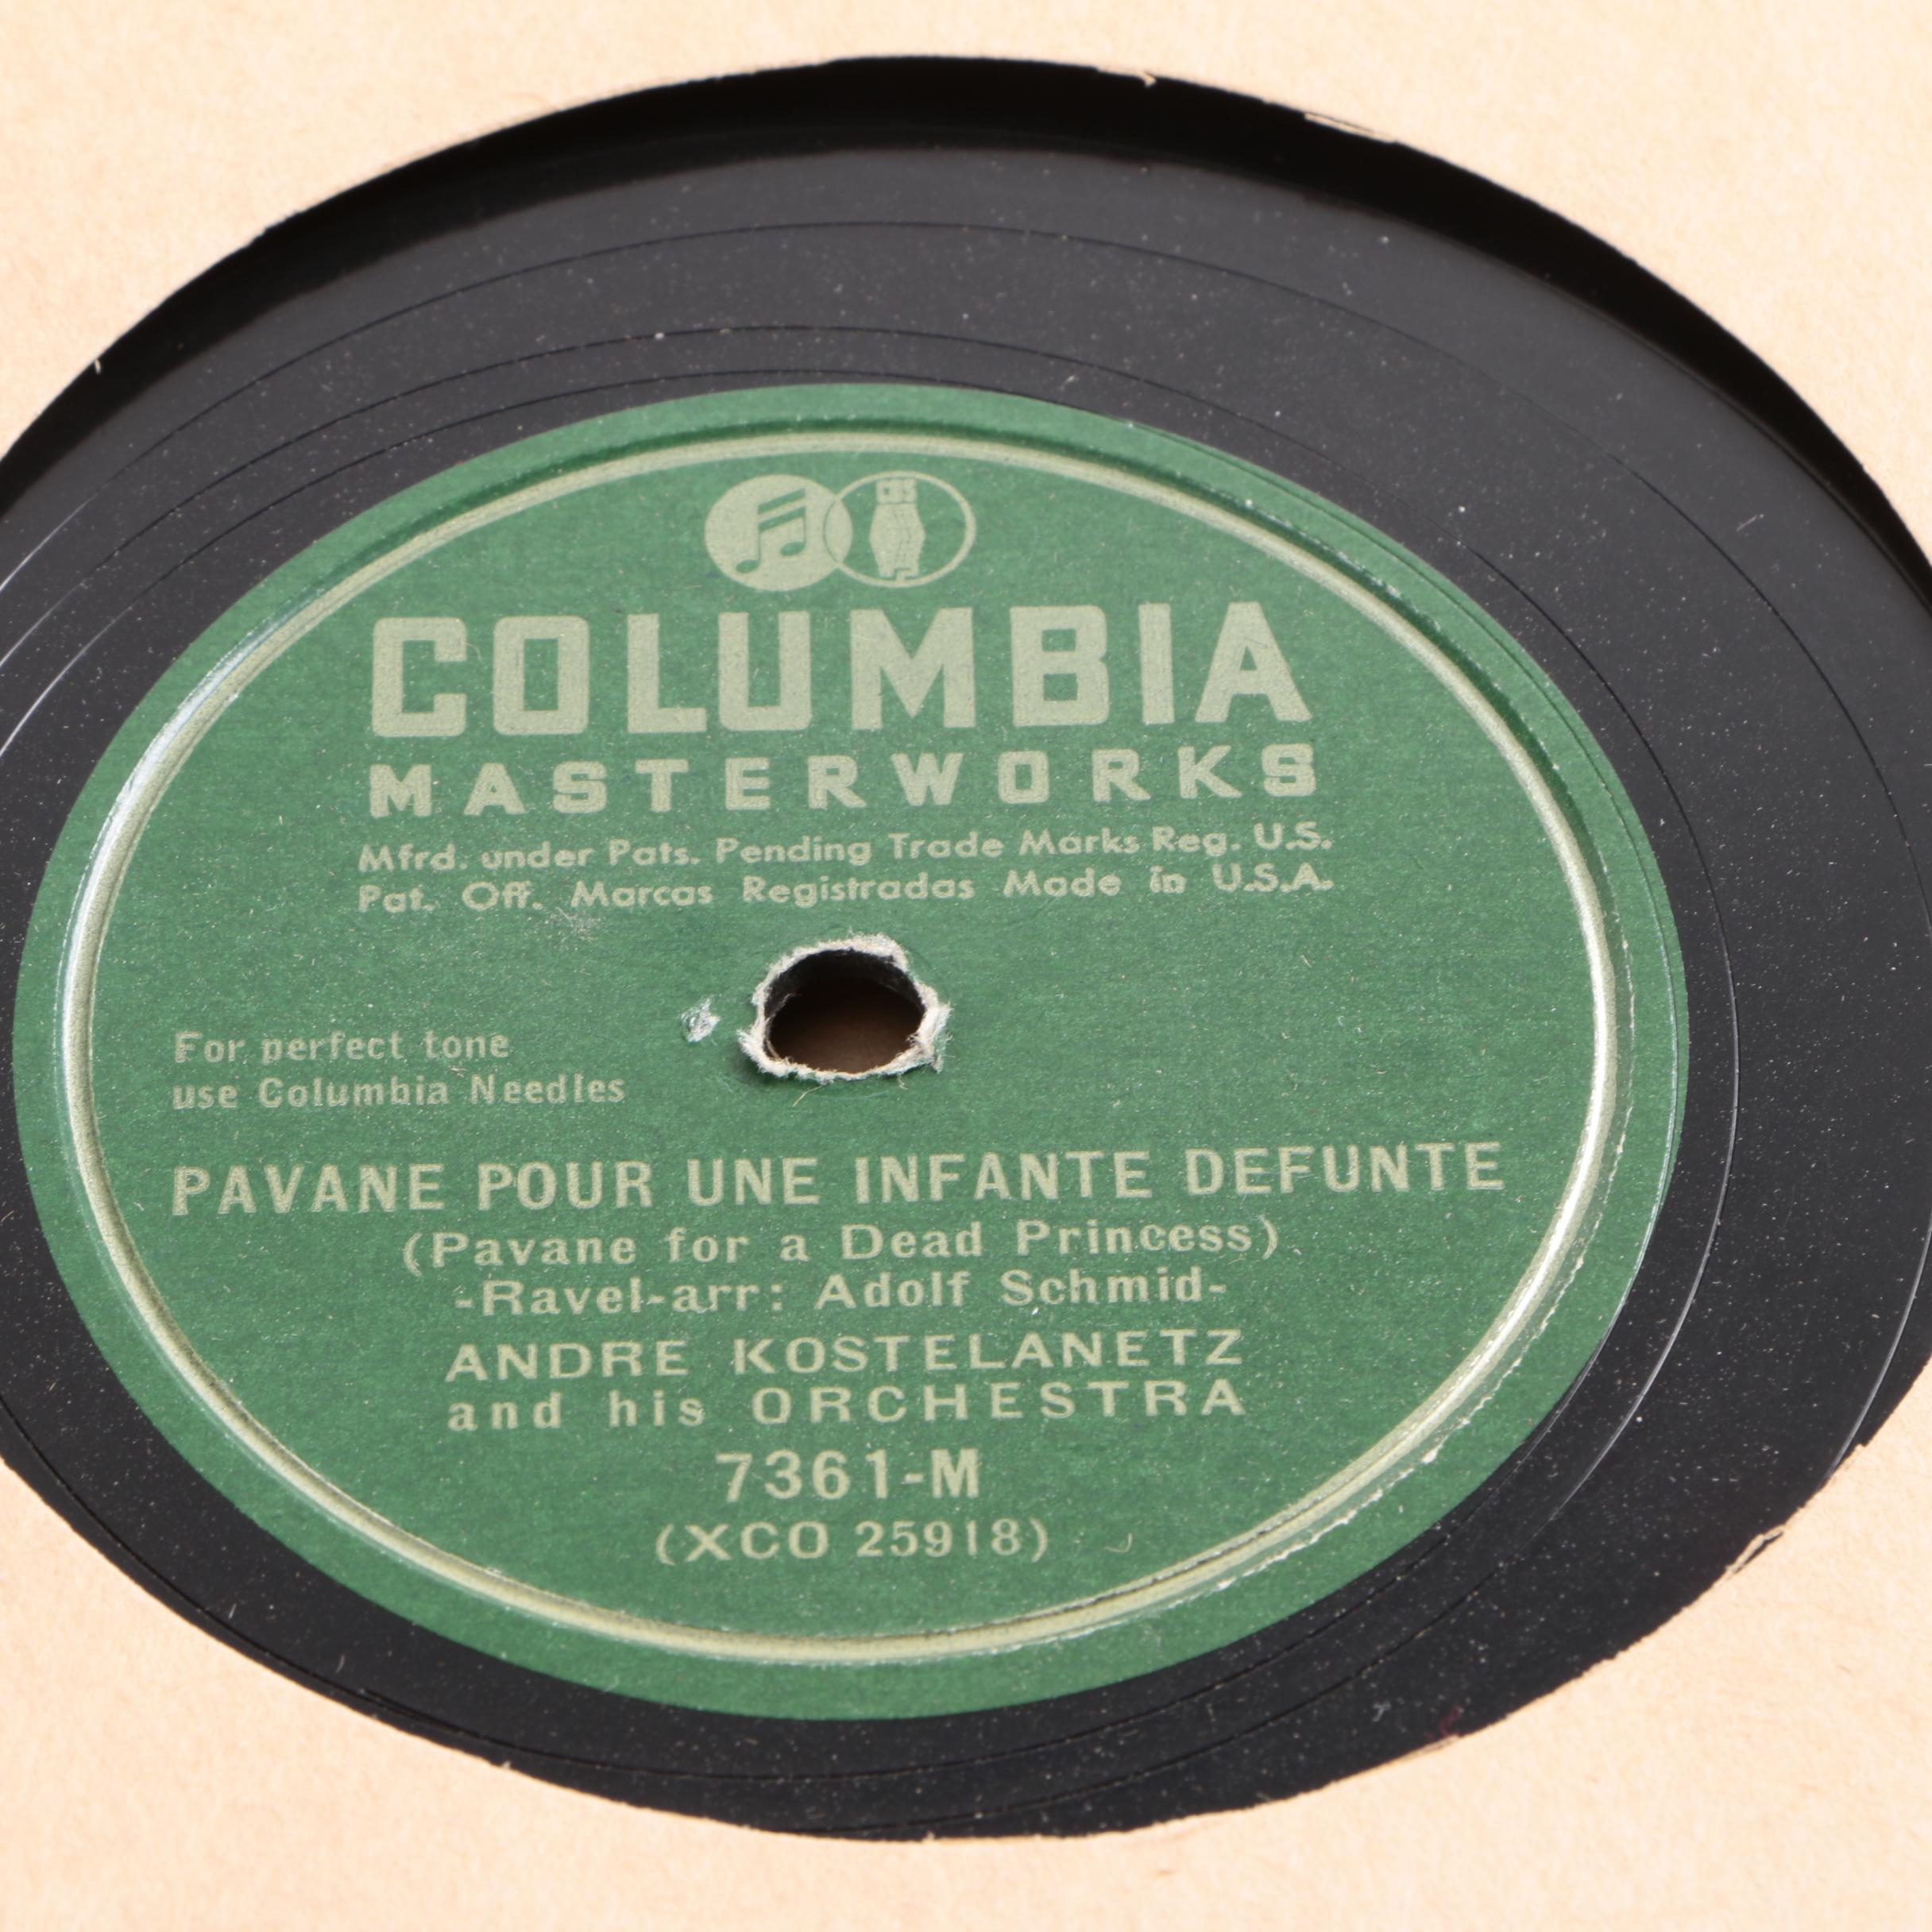 CBS
COLUMBIA
MASTERWORKS
Mfrd. under Pats. Pending Trade Marks Reg. U.S.
Pat. Off. Marcas Registradas Made in U.S.A.
For perfect tone
use Columbia Needles
PAVANE POUR UNE INFANTE DEFUNTE
(Pavane for a Dead Princess)
-Ravel-arr: Adolf Schmid-
ANDRE KOSTELANETZ
and his ORCHESTRA
7361-M
(XCO 25918)